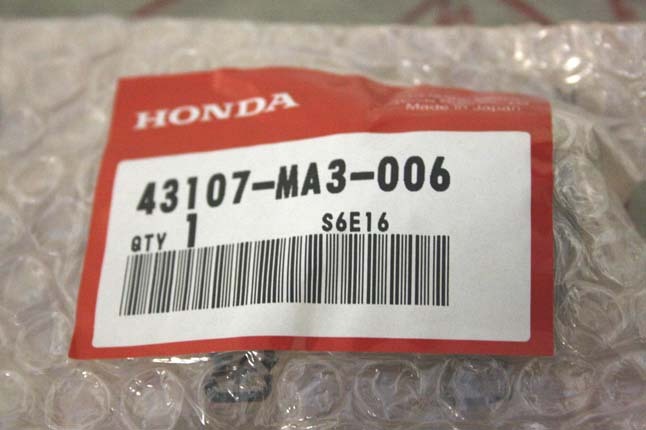 HONDA
Made in Japan
43107-MA3-006
QTY 1
S6E16